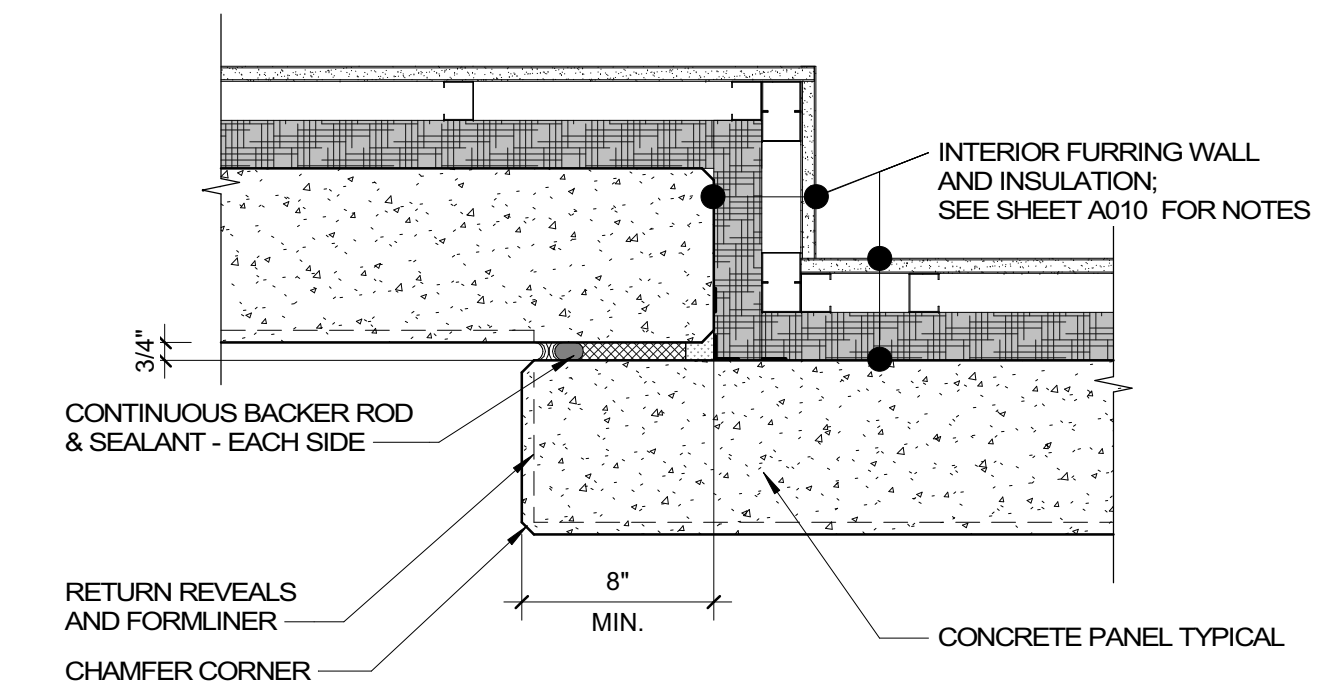 INTERIOR FURRING WALL
AND INSULATION;
SEE SHEET A010 FOR NOTES
3/4"
CONTINUOUS BACKER ROD
& SEALANT - EACH SIDE
RETURN REVEALS
AND FORMLINER
CHAMFER CORNER
8"
MIN.
CONCRETE PANEL TYPICAL